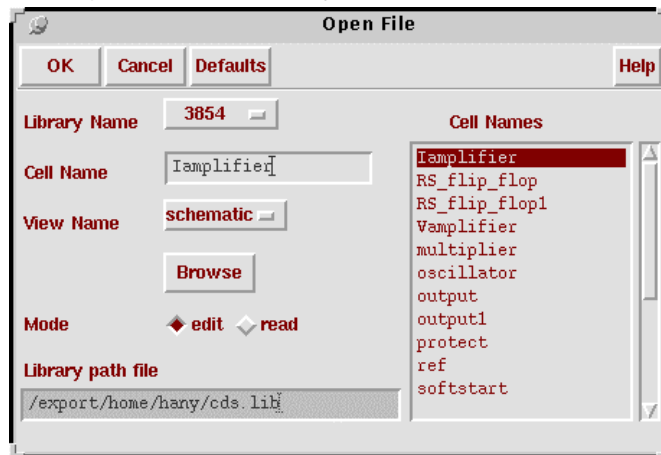 Open File
OK Cancel Defaults Help
Library Name 3854
Cell Name Iamplifier
View Name schematic
Browse
Mode edit read
Library path file
/export/home/hany/cds.lib
Cell Names
Iamplifier
RS_flip_flop
RS_flip_flop1
Vamplifier
multiplier
oscillator
output
output1
protect
ref
softstart